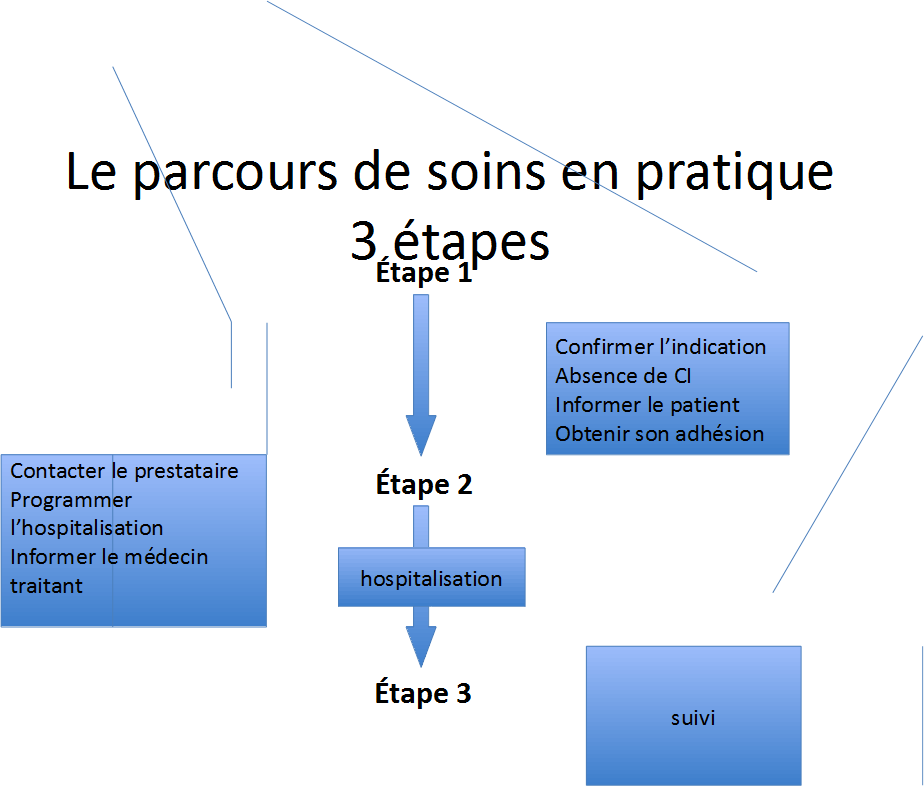 Le parcours de soins en pratique
3 étapes
Étape 1
Confirmer l’indication
Absence de CI
Informer le patient
Obtenir son adhésion
Étape 2
Contacter le prestataire
Programmer
l’hospitalisation
Informer le médecin
traitant
hospitalisation
Étape 3
suivi